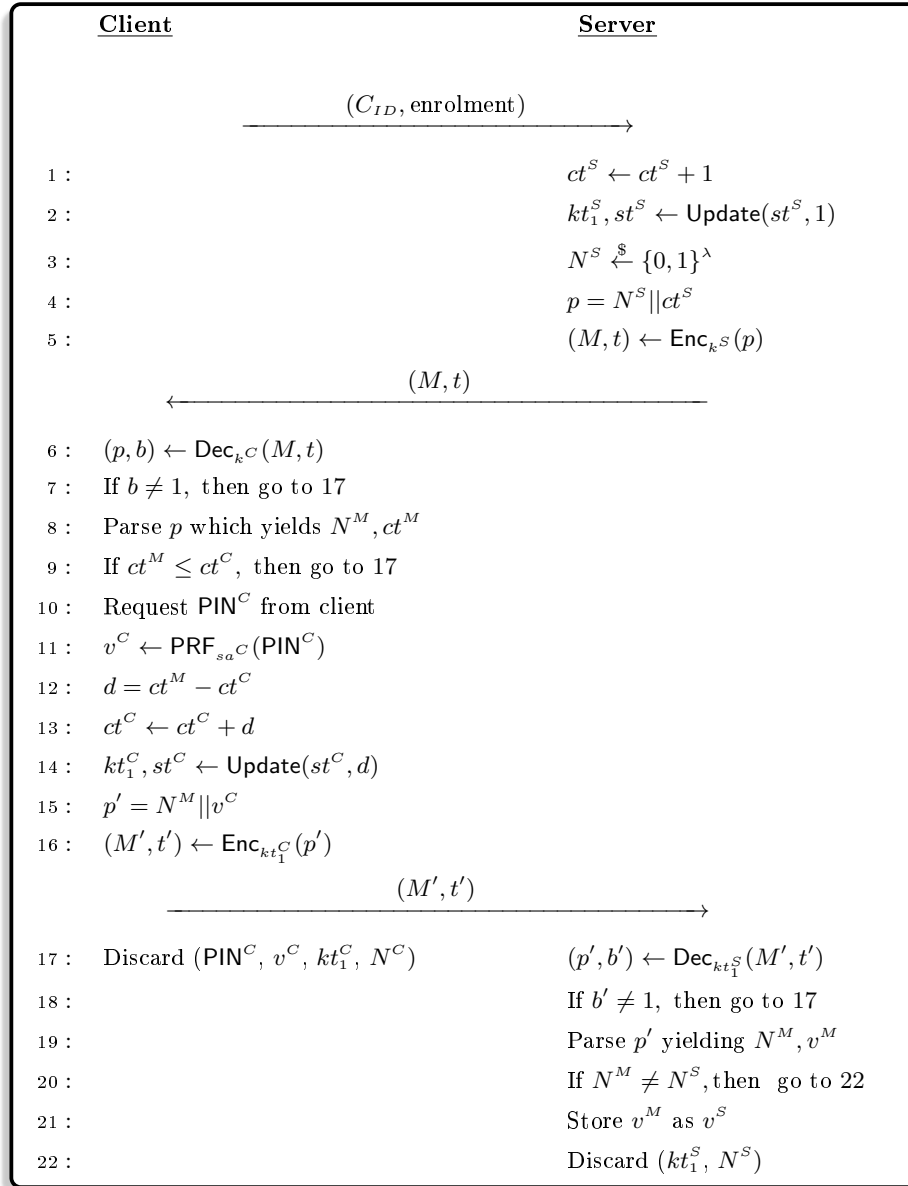 Client Server
(C_ID, enrolment)
1 : ct^S ← ct^S + 1
2 : kt_1^S, st^S ← Update(st^S, 1)
3 : N^S ←$ {0, 1}^λ
4 : p = N^S||ct^S
5 : (M, t) ← Enc_{k^S}(p)
(M, t)
6 : (p, b) ← Dec_{k^C}(M, t)
7 : If b ≠ 1, then go to 17
8 : Parse p which yields N^M, ct^M
9 : If ct^M ≤ ct^C, then go to 17
10 : Request PIN^C from client
11 : v^C ← PRF_{sa^C}(PIN^C)
12 : d = ct^M − ct^C
13 : ct^C ← ct^C + d
14 : kt_1^C, st^C ← Update(st^C, d)
15 : p′ = N^M||v^C
16 : (M′, t′) ← Enc_{kt_1^C}(p′)
(M′, t′)
17 : Discard (PIN^C, v^C, kt_1^C, N^C) (p′, b′) ← Dec_{kt_1^S}(M′, t′)
18 : If b′ ≠ 1, then go to 17
19 : Parse p′ yielding N^M, v^M
20 : If N^M ≠ N^S, then go to 22
21 : Store v^M as v^S
22 : Discard (kt_1^S, N^S)